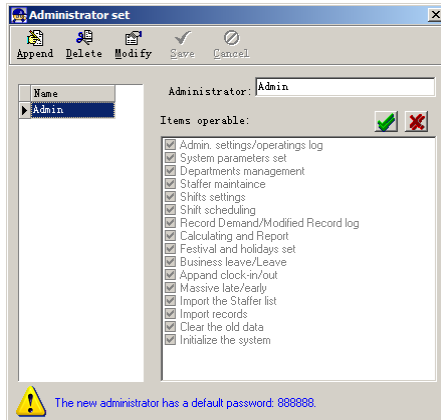 Administrator set
Append Delete Modify Save Cancel
Name
Admin
Administrator: Admin
Items operable:
Admin. settings/operatings log
System parameters set
Departments management
Staffer maintaince
Shifts settings
Shift scheduling
Record Demand/Modified Record log
Calculating and Report
Festival and holidays set
Business leave/Leave
Appand clock-in/out
Massive late/early
Import the Staffer list
Import records
Clear the old data
Initialize the system
The new administrator has a default password: 888888.